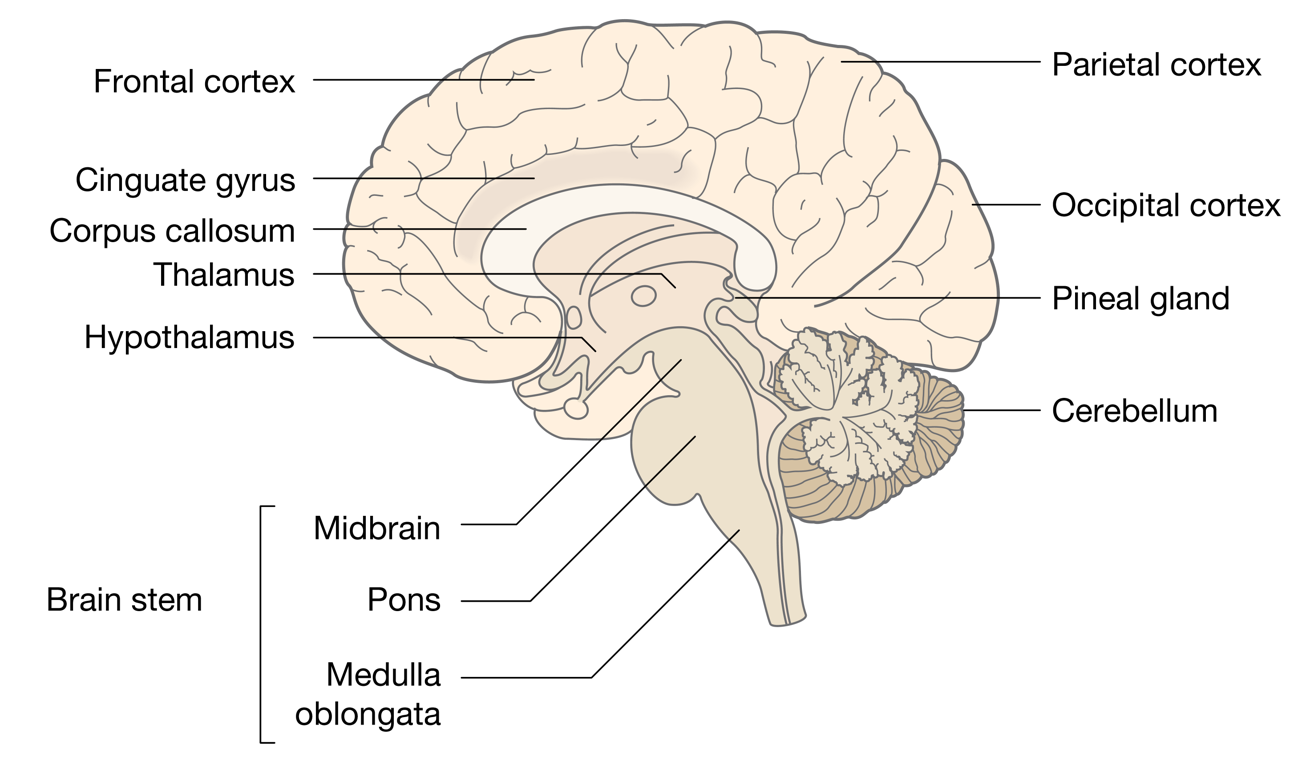 Frontal cortex
Parietal cortex
Cinguate gyrus
Occipital cortex
Corpus callosum
Thalamus
Pineal gland
Hypothalamus
Cerebellum
Midbrain
Brain stem
Pons
Medulla
oblongata